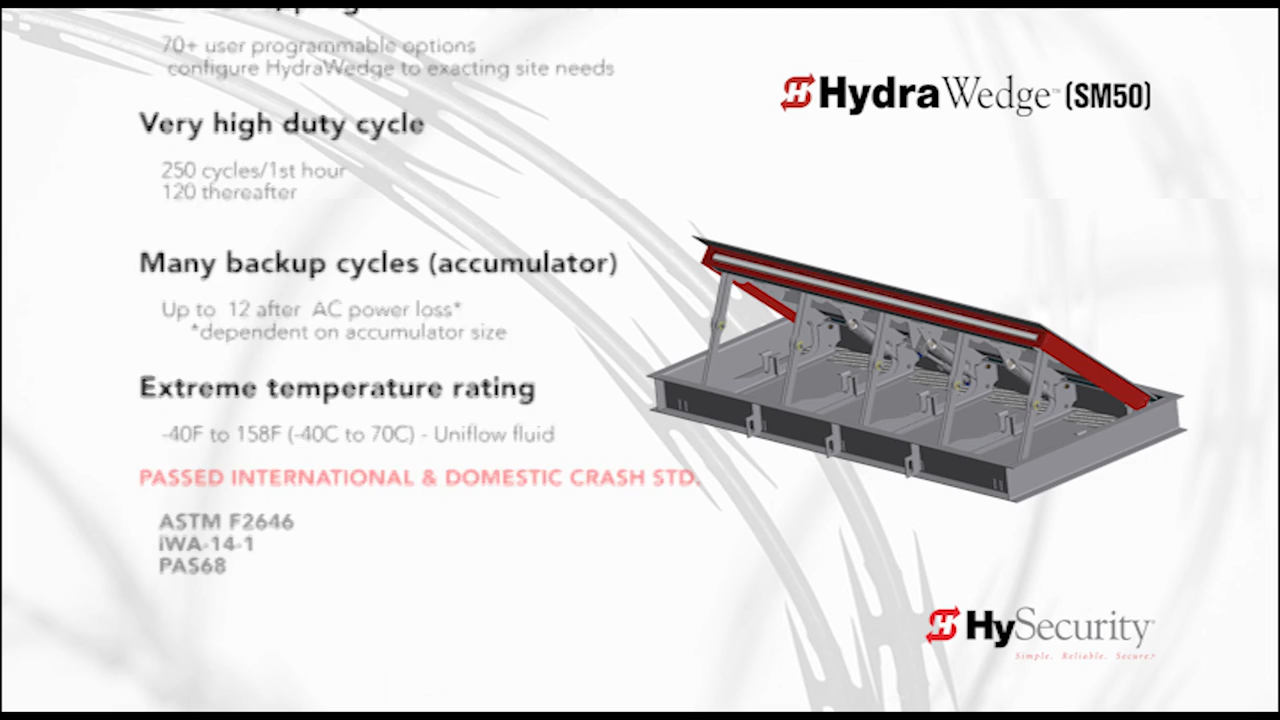 70+ user programmable options
configure HydraWedge to exacting site needs
Very high duty cycle
250 cycles/1st hour
120 thereafter
Many backup cycles (accumulator)
Up to 12 after AC power loss*
*dependent on accumulator size
Extreme temperature rating
-40F to 158F (-40C to 70C) - Uniflow fluid
PASSED INTERNATIONAL & DOMESTIC CRASH STD.
ASTM F2646
IWA-14-1
PAS68
H HydraWedge™ (SM50)
H HySecurity
Simple. Reliable. Secure.